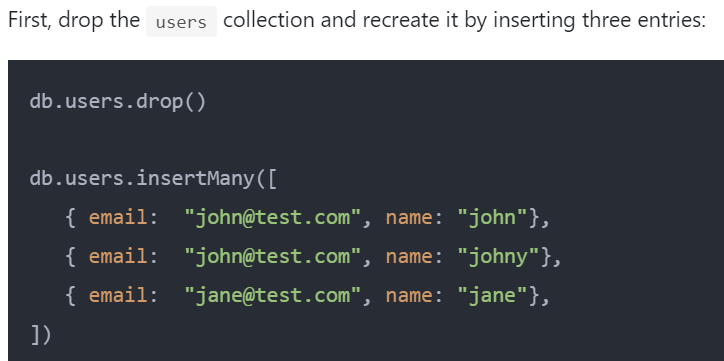 First, drop the users collection and recreate it by inserting three entries:
db.users.drop()
db.users.insertMany([
{ email:  "john@test.com", name: "john"},
{ email:  "john@test.com", name: "johny"},
{ email:  "jane@test.com", name: "jane"},
])